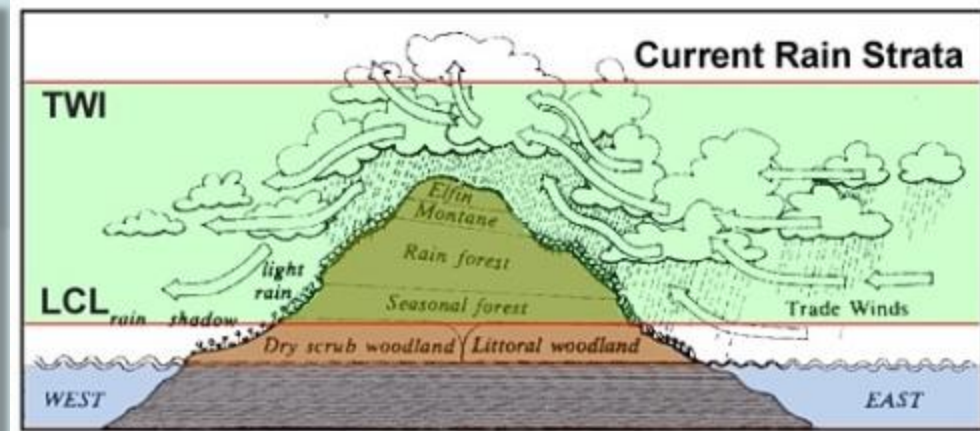 Current Rain Strata
TWI
Elfin
Montane
Rain forest
light
rain
Seasonal forest
LCL
rain shadow
Trade Winds
Dry scrub woodland
Littoral woodland
WEST
EAST